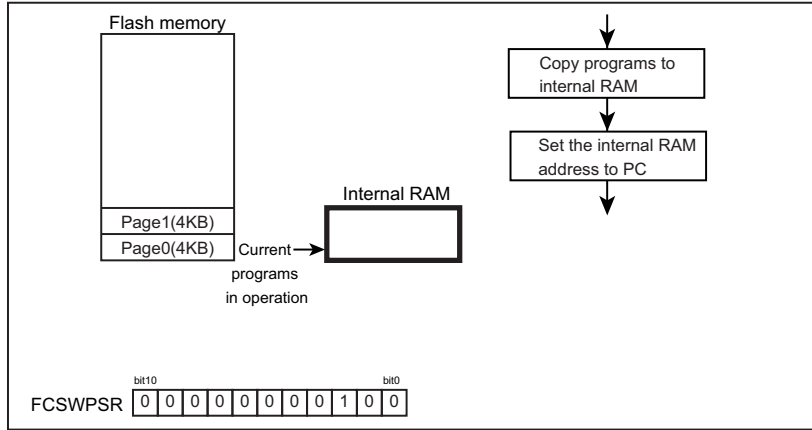 Flash memory
Page1(4KB)
Page0(4KB)
Current
programs
in operation
Internal RAM
Copy programs to
internal RAM
Set the internal RAM
address to PC
bit10
bit0
FCSWPSR 0 0 0 0 0 0 0 0 1 0 0